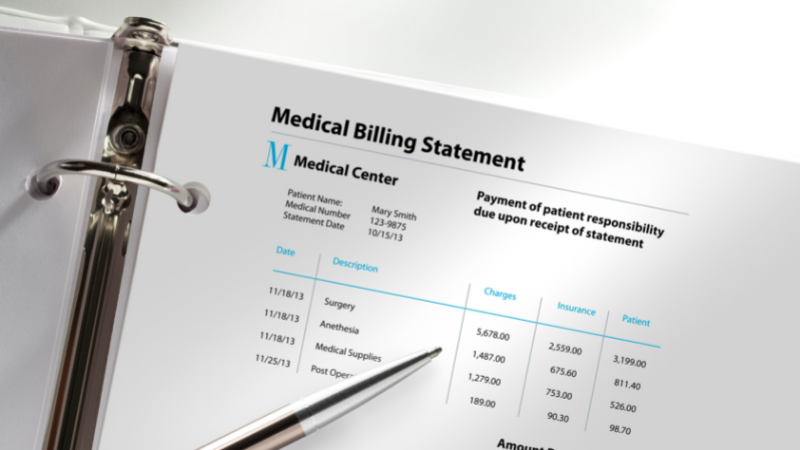 Medical Billing Statement
M Medical Center
Payment of patient responsibility
due upon receipt of statement
Patient Name: Mary Smith
Medical Number 123-9875
Statement Date 10/15/13
Date Description Charges Insurance Patient
11/18/13 Surgery 5,678.00 2,559.00 3,199.00
11/18/13 Anethesia 1,487.00 675.60 811.40
11/18/13 Medical Supplies 1,279.00 753.00 526.00
11/25/13 Post 189.00 90.30 98.70
Amount